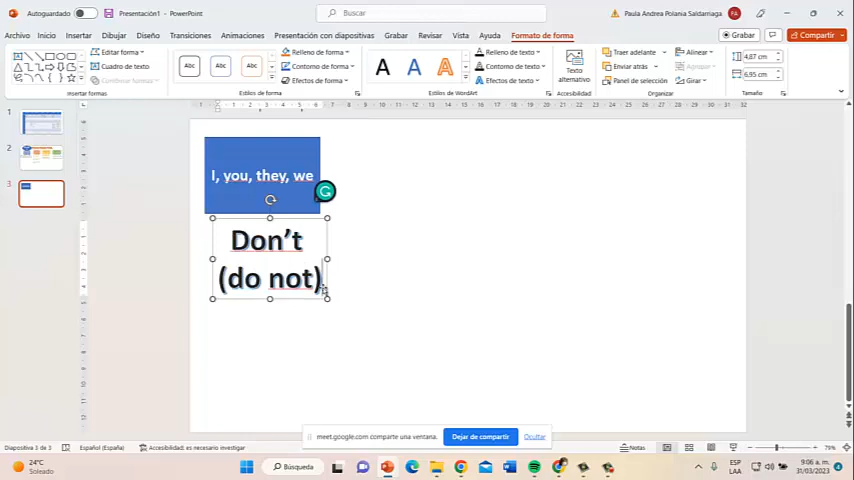 Autoguardado
Presentación1 - PowerPoint
Buscar
Paula Andrea Polania Saldarriaga
PA
Archivo Inicio Insertar Dibujar Diseño Transiciones Animaciones Presentación con diapositivas Grabar Revisar Vista Ayuda Formato de forma
Grabar
Compartir
Editar forma
Cuadro de texto
Combinar formas
Insertar formas
Abc Abc Abc
Relleno de forma
Contorno de forma
Efectos de forma
Estilos de forma
A A A
Relleno de texto
Contorno de texto
Efectos de texto
Estilos de WordArt
Texto
alternativo
Accesibilidad
Traer adelante
Enviar atrás
Panel de selección
Alinear
Agrupar
Girar
Organizar
4,87 cm
6,95 cm
Tamaño
1
2
3
I, you, they, we
Don't
(do not)
meet.google.com comparte una ventana.
Dejar de compartir
Ocultar
Diapositiva 3 de 3
Español (España)
Accesibilidad: es necesario investigar
Notas
79%
24°C
Soleado
Búsqueda
ESP
LAA
9:06 a. m.
31/03/2023